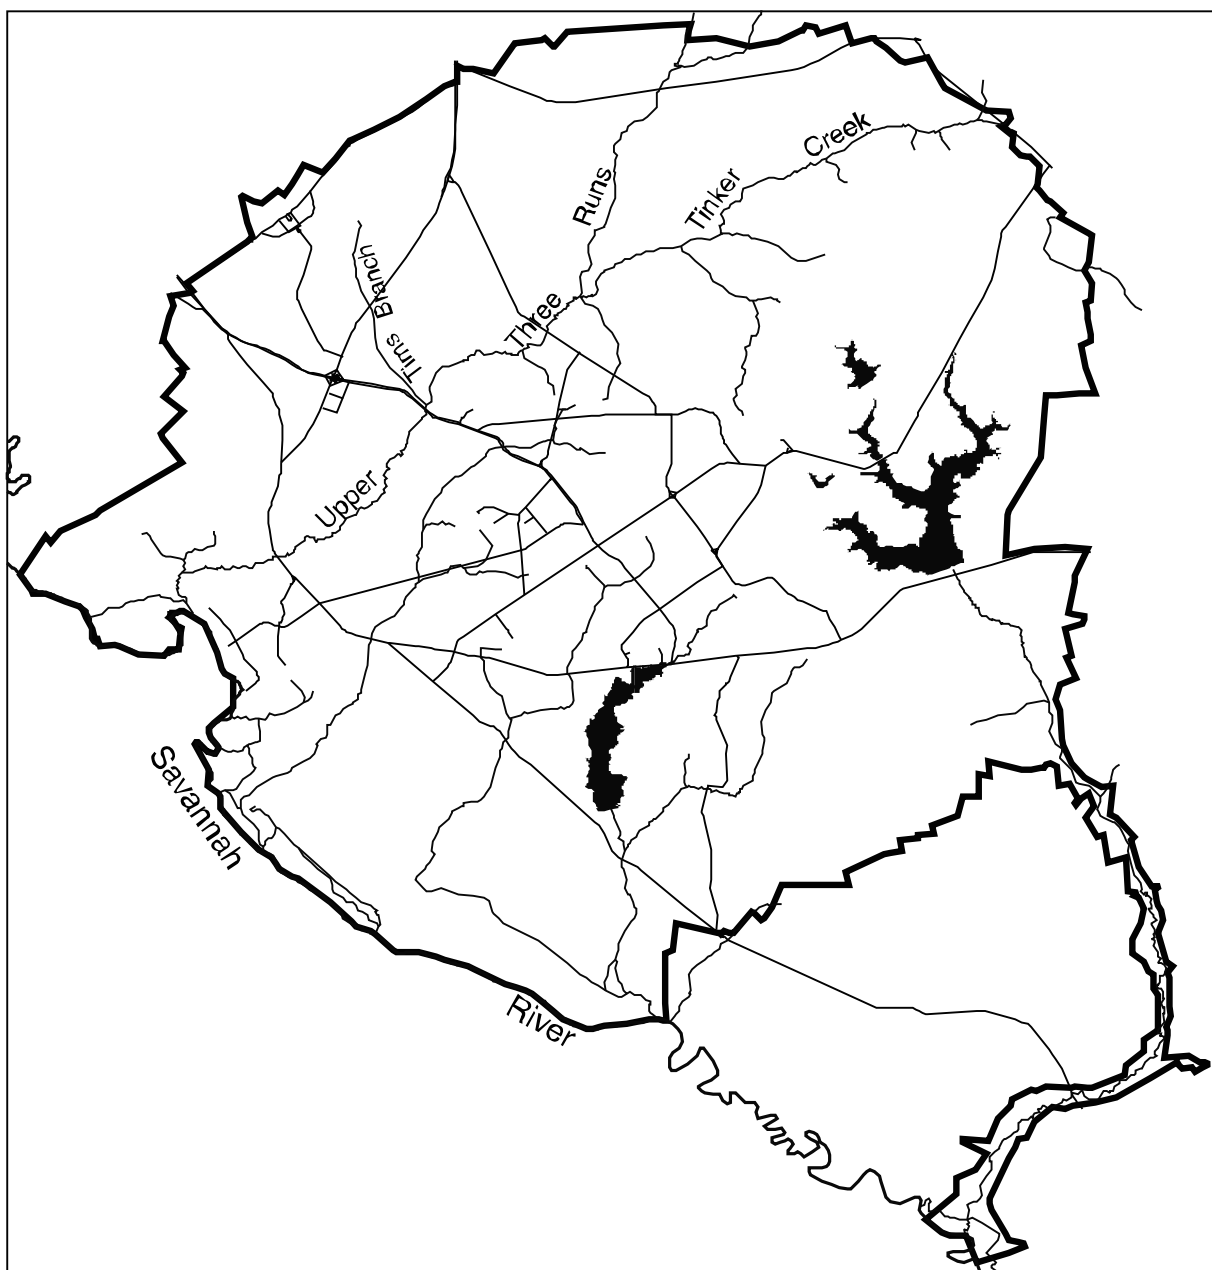 Creek
Tinker
Runs
Tims Branch
Three
Upper
Savannah
River